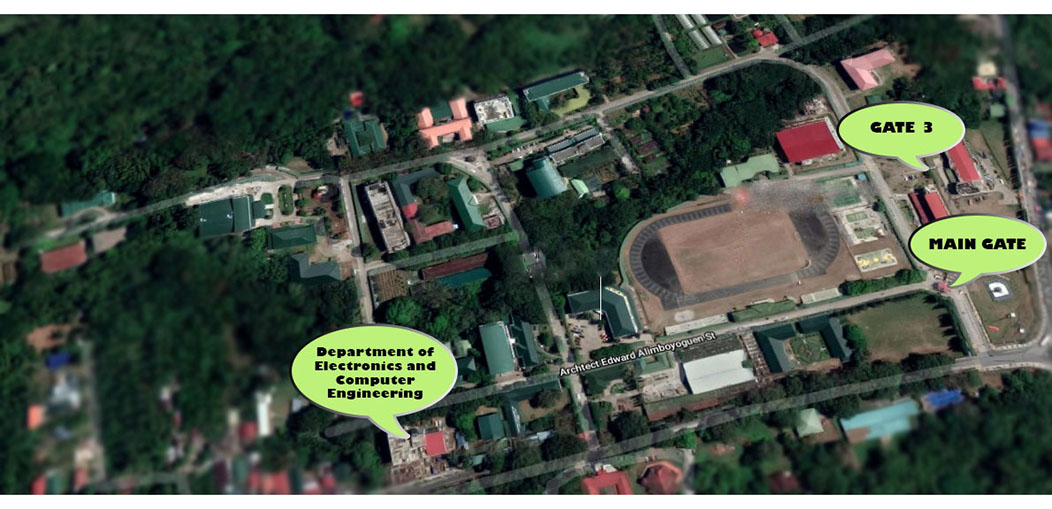 GATE 3
MAIN GATE
Archtect Edward Alimboyoguen St
Department of
Electronics and
Computer
Engineering